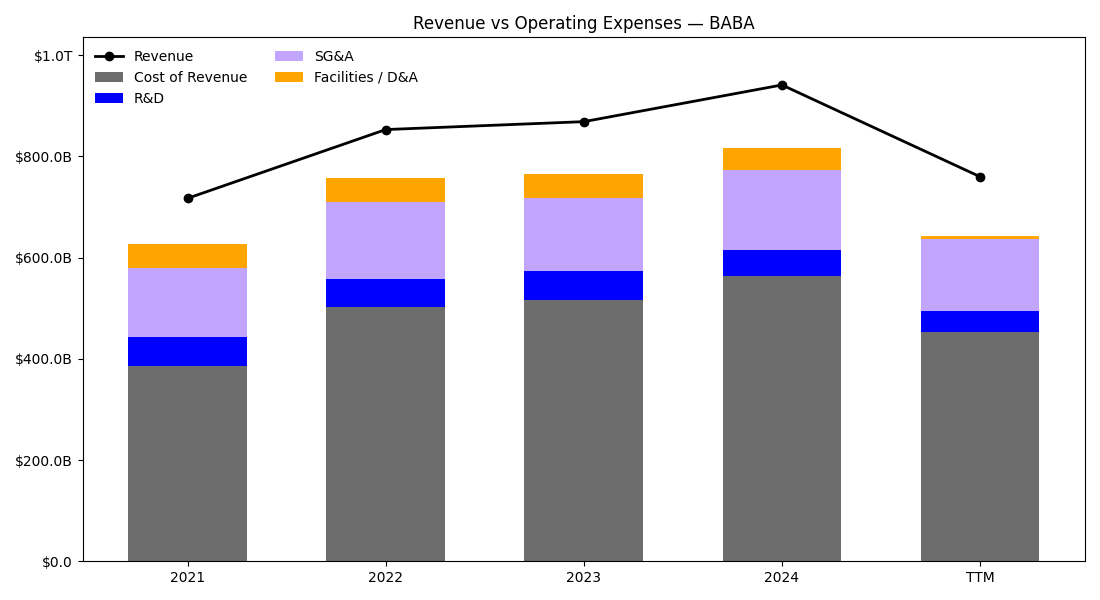 Revenue vs Operating Expenses — BABA
Revenue
Cost of Revenue
R&D
SG&A
Facilities / D&A
$1.0T
$800.0B
$600.0B
$400.0B
$200.0B
$0.0
2021 2022 2023 2024 TTM